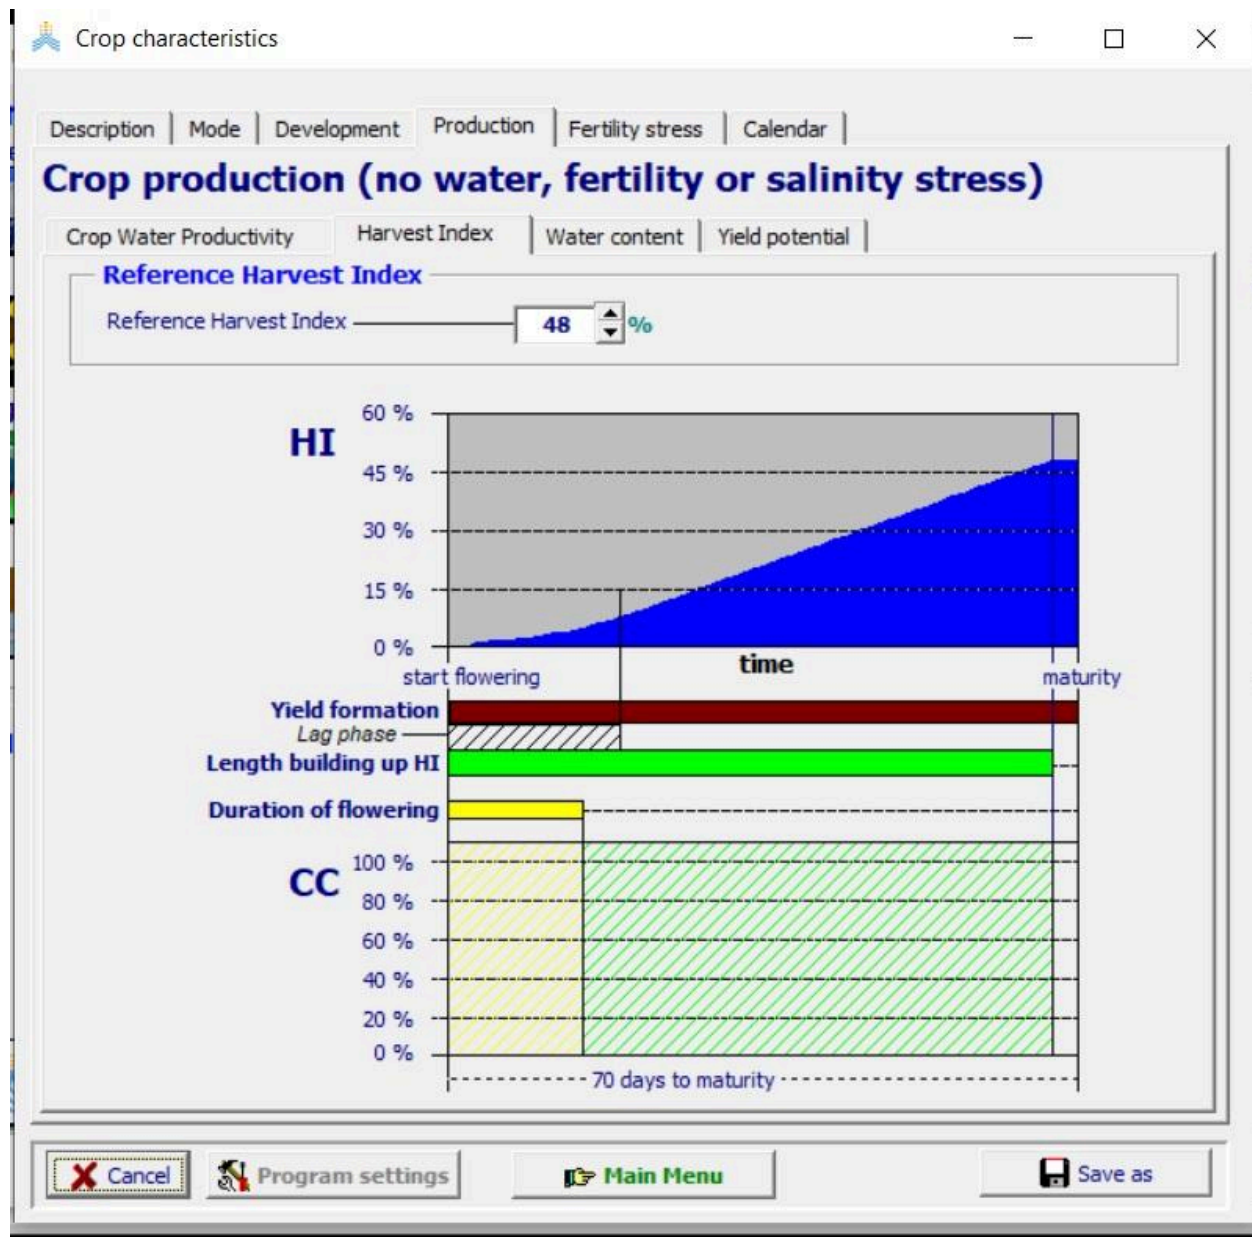 Crop characteristics
Description Mode Development Production Fertility stress Calendar
Crop production (no water, fertility or salinity stress)
Crop Water Productivity Harvest Index Water content Yield potential
Reference Harvest Index
Reference Harvest Index 48 %
HI
60 %
45 %
30 %
15 %
0 %
time
start flowering maturity
Yield formation
Lag phase
Length building up HI
Duration of flowering
CC
100 %
80 %
60 %
40 %
20 %
0 %
70 days to maturity
Cancel Program settings Main Menu Save as